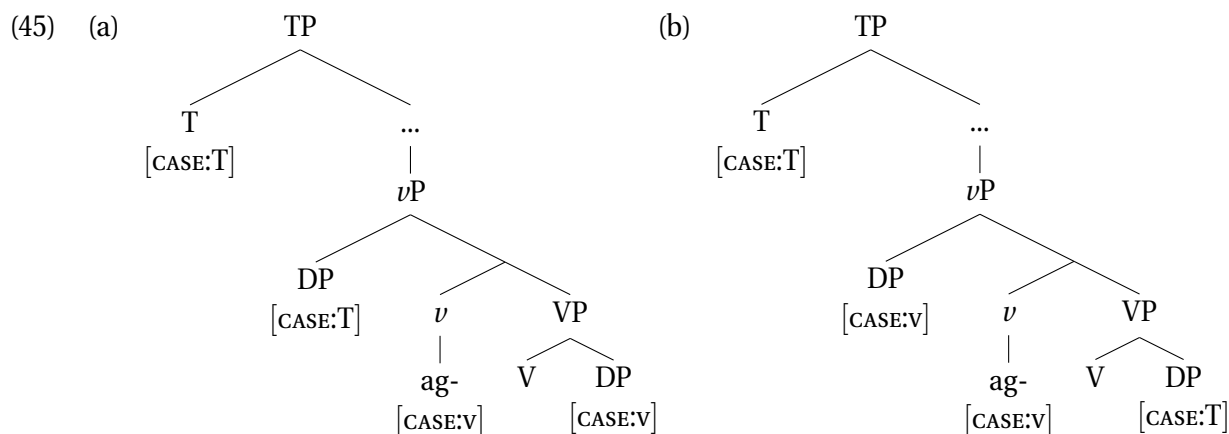 (45) (a) TP (b) TP
T ... T ...
[CASE:T] [CASE:T]
vP vP
DP DP
[CASE:T] v VP [CASE:V] v VP
ag- V DP ag- V DP
[CASE:V] [CASE:V] [CASE:V] [CASE:T]